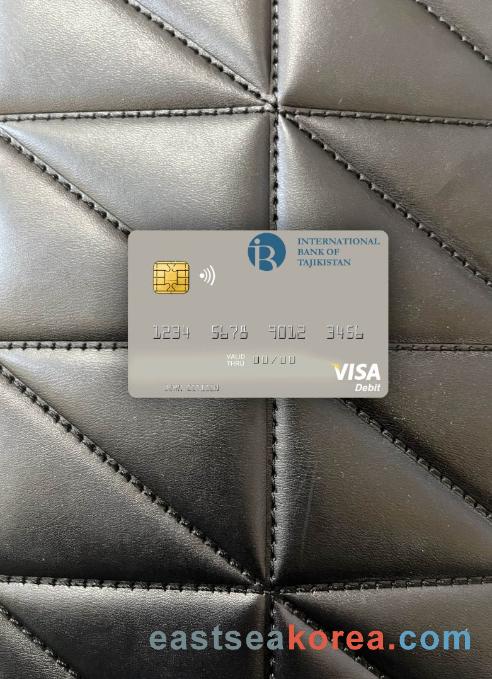 INTERNATIONAL
BANK OF
TAJIKISTAN
1234 5678 9012 3456
VALID
THRU 00/00
VISA
Debit
eastseakorea.com